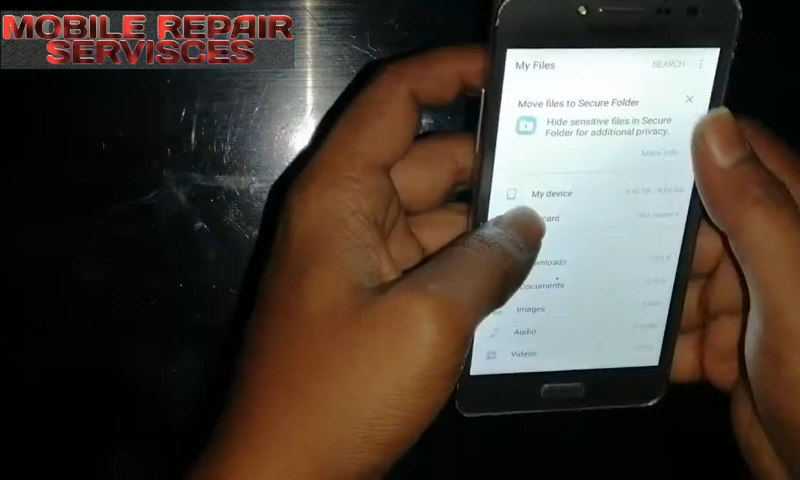 MOBILE REPAIR
SERVISCES
My Files
SEARCH
Move files to Secure Folder
Hide sensitive files in Secure
Folder for additional privacy.
More info
My device
card
Documents
Images
Audio
Videos